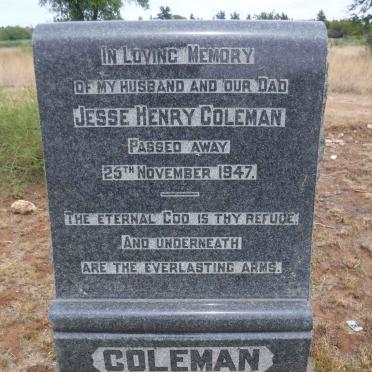 IN LOVING MEMORY
OF MY HUSBAND AND OUR DAD
JESSE HENRY COLEMAN
PASSED AWAY
25TH NOVEMBER 1947.
THE ETERNAL GOD IS THY REFUGE.
AND UNDERNEATH
ARE THE EVERLASTING ARMS.
COLEMAN